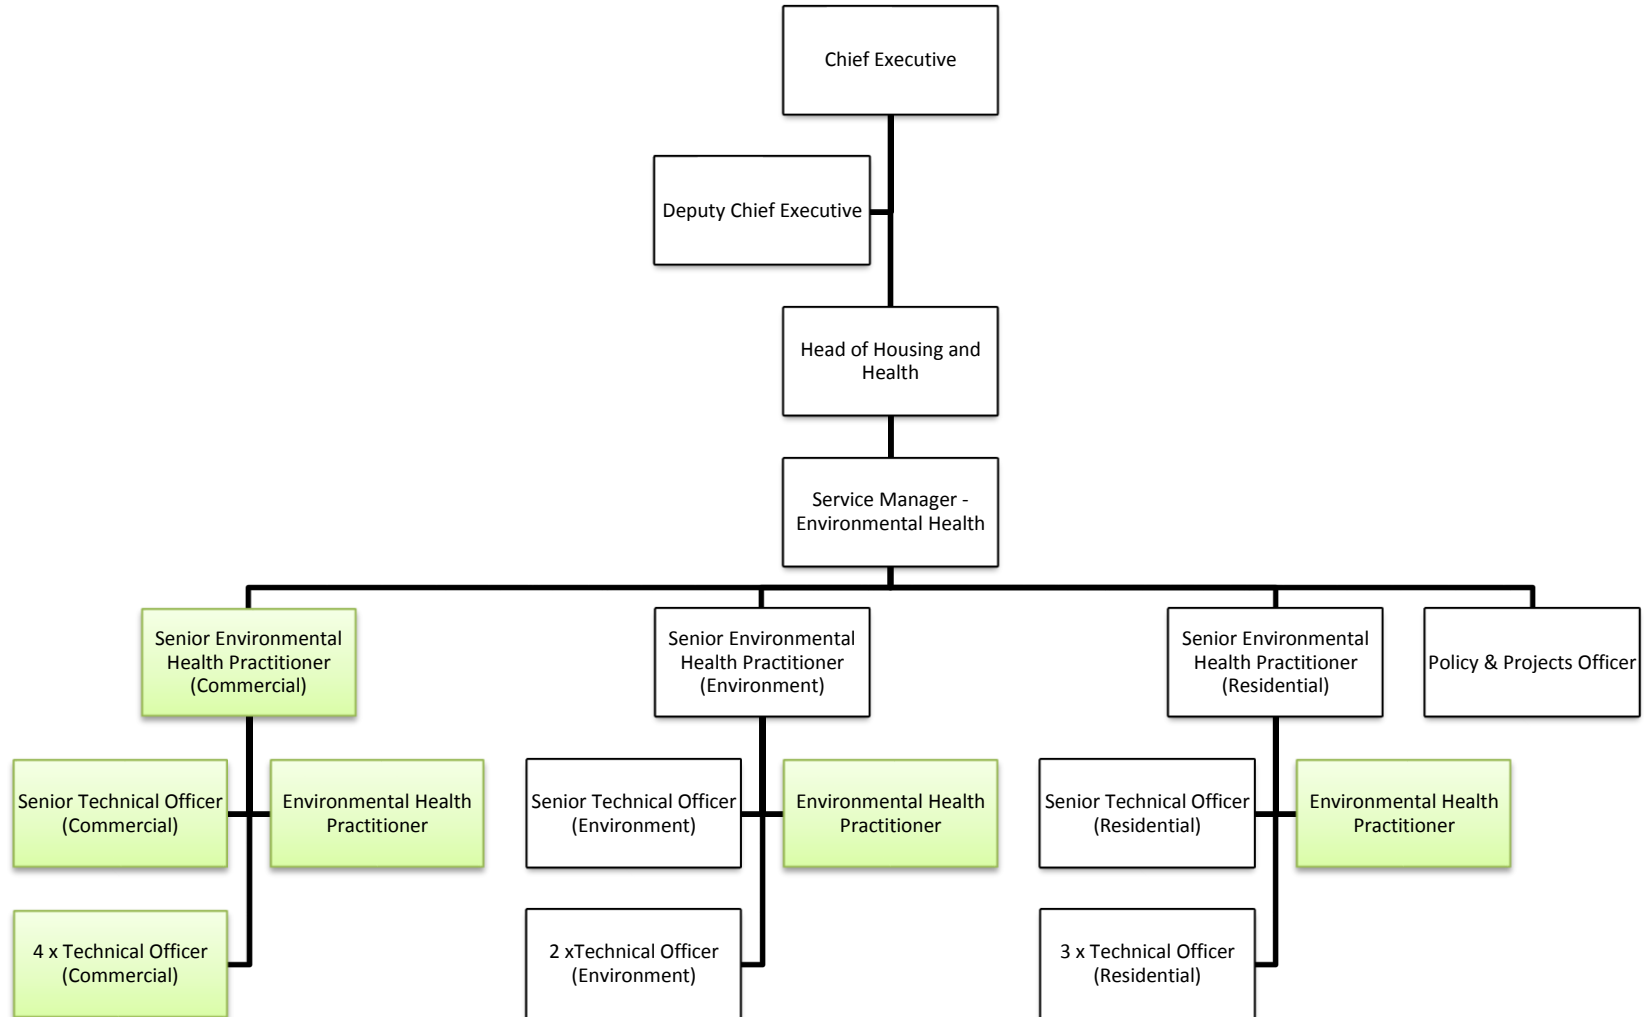 Chief Executive
Deputy Chief Executive
Head of Housing and
Health
Service Manager -
Environmental Health
Senior Environmental
Health Practitioner
(Commercial)
Senior Environmental
Health Practitioner
(Environment)
Senior Environmental
Health Practitioner
(Residential)
Policy & Projects Officer
Senior Technical Officer
(Commercial)
Environmental Health
Practitioner
Senior Technical Officer
(Environment)
Environmental Health
Practitioner
Senior Technical Officer
(Residential)
Environmental Health
Practitioner
4 x Technical Officer
(Commercial)
2 xTechnical Officer
(Environment)
3 x Technical Officer
(Residential)